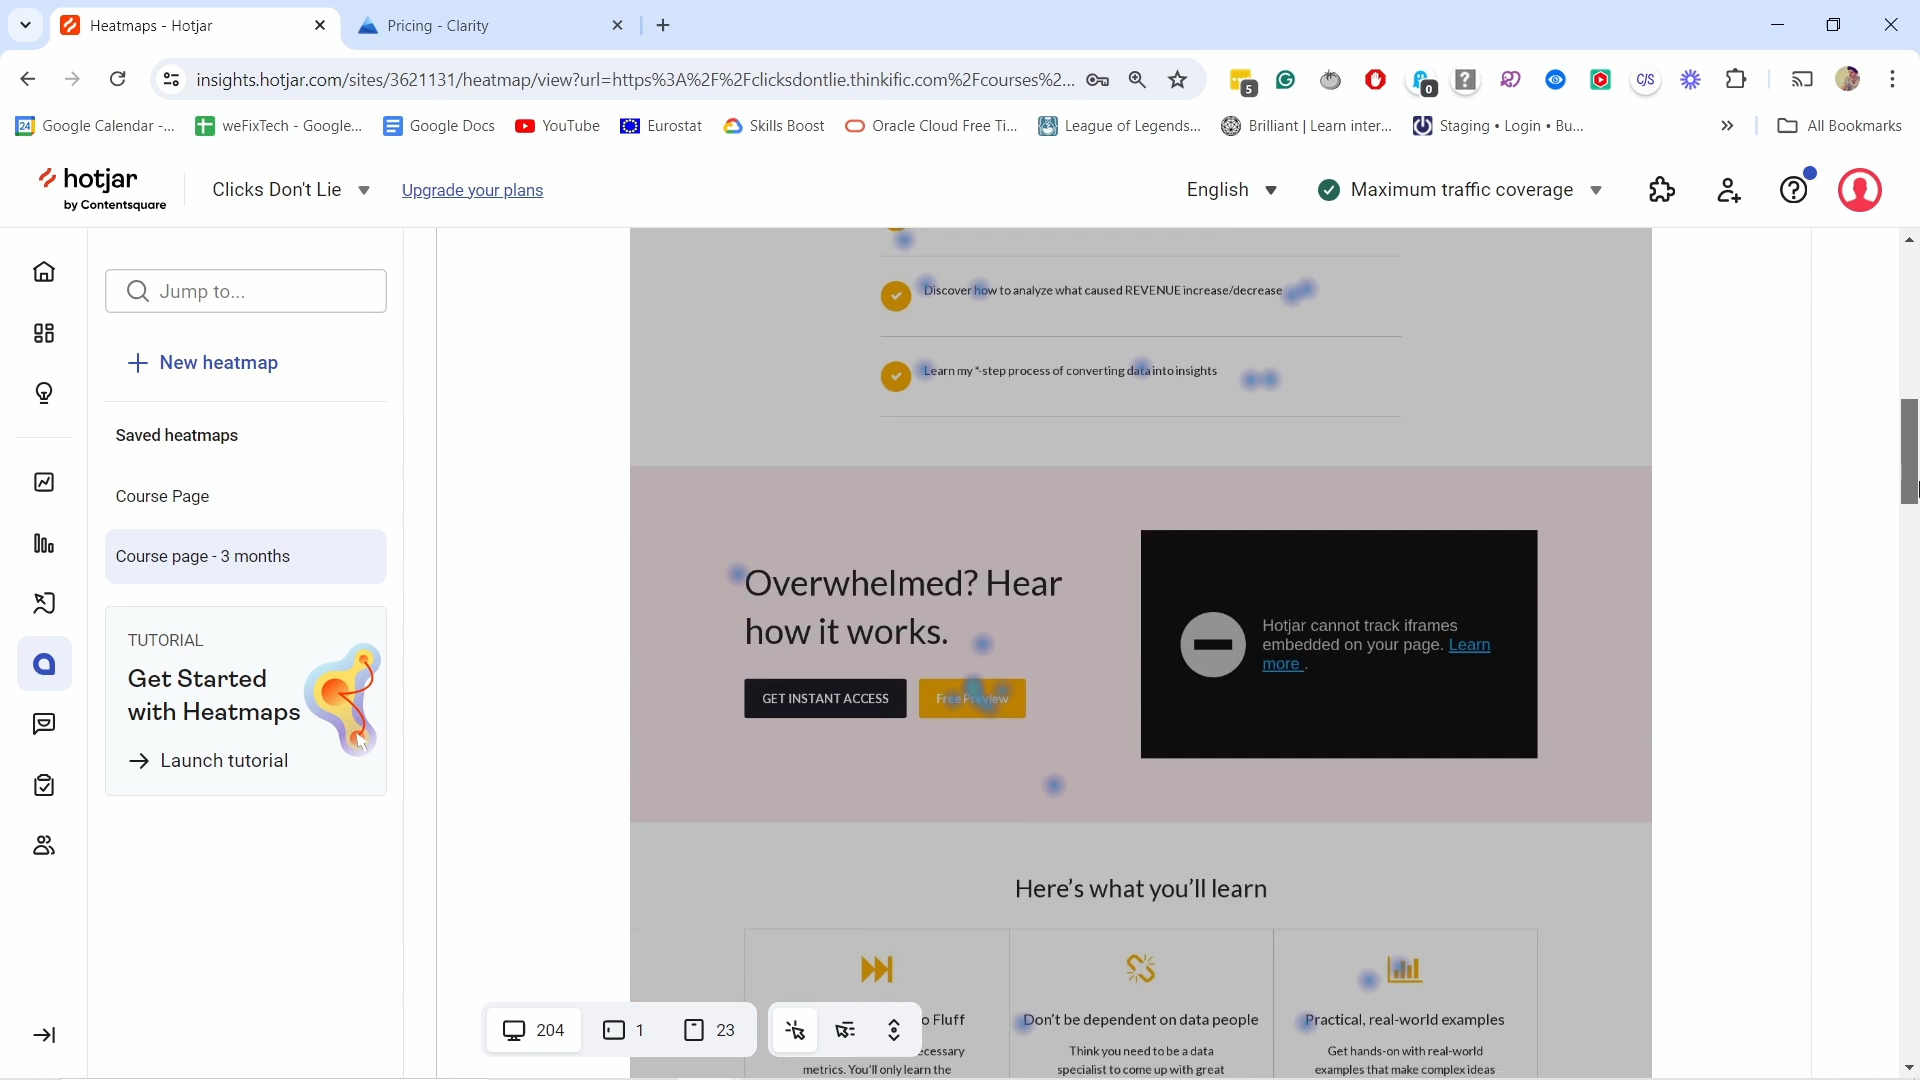 Heatmaps - Hotjar
Pricing - Clarity
insights.hotjar.com/sites/3621131/heatmap/view?url=https%3A%2F%2Fclicksdontlie.thinkific.com%2Fcourses%2...
5
0
C/S
24 Google Calendar -...
weFixTech - Google...
Google Docs
YouTube
Eurostat
Skills Boost
Oracle Cloud Free Ti...
League of Legends...
Brilliant | Learn inter...
Staging • Login • Bu...
All Bookmarks
hotjar
by Contentsquare
Clicks Don't Lie
Upgrade your plans
English
Maximum traffic coverage
Jump to...
New heatmap
Saved heatmaps
Course Page
Course page - 3 months
TUTORIAL
Get Started
with Heatmaps
Launch tutorial
Discover how to analyze what caused REVENUE increase/decrease
Learn my *-step process of converting data into insights
Overwhelmed? Hear
how it works.
GET INSTANT ACCESS
Free Preview
Hotjar cannot track iframes
embedded on your page. Learn
more .
Here's what you'll learn
o Fluff
ecessary
metrics. You'll only learn the
Don't be dependent on data people
Think you need to be a data
specialist to come up with great
Practical, real-world examples
Get hands-on with real-world
examples that make complex ideas
204
1
23